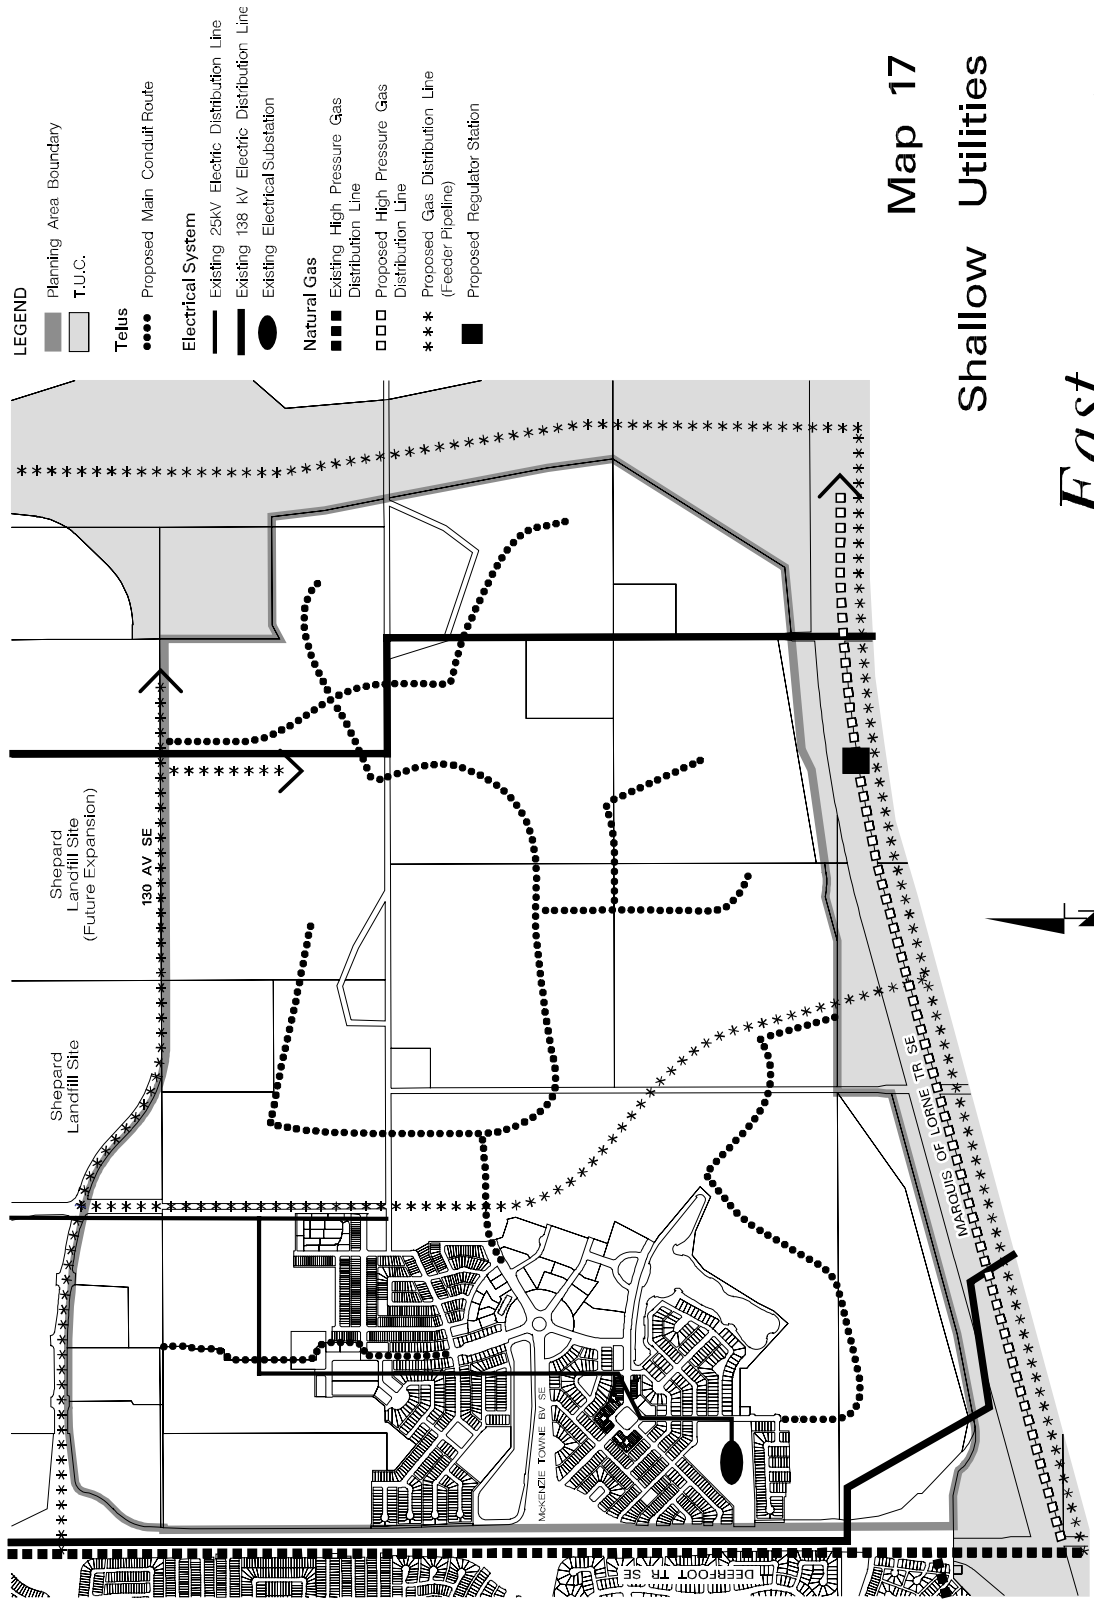 LEGEND
Planning Area Boundary
T.U.C.
Telus
Proposed Main Conduit Route
Electrical System
Existing 25kV Electric Distribution Line
Existing 138 kV Electric Distribution Line
Existing Electrical Substation
Natural Gas
Existing High Pressure Gas
Distribution Line
Proposed High Pressure Gas
Distribution Line
Proposed Gas Distribution Line
(Feeder Pipeline)
Proposed Regulator Station
Map 17
Shallow Utilities
East
Shepard
Landfill Site
(Future Expansion)
130 AV SE
Shepard
Landfill Site
MARQUIS OF LORNE TR SE
McKENZIE TOWNE BV SE
DEERFOOT TR SE